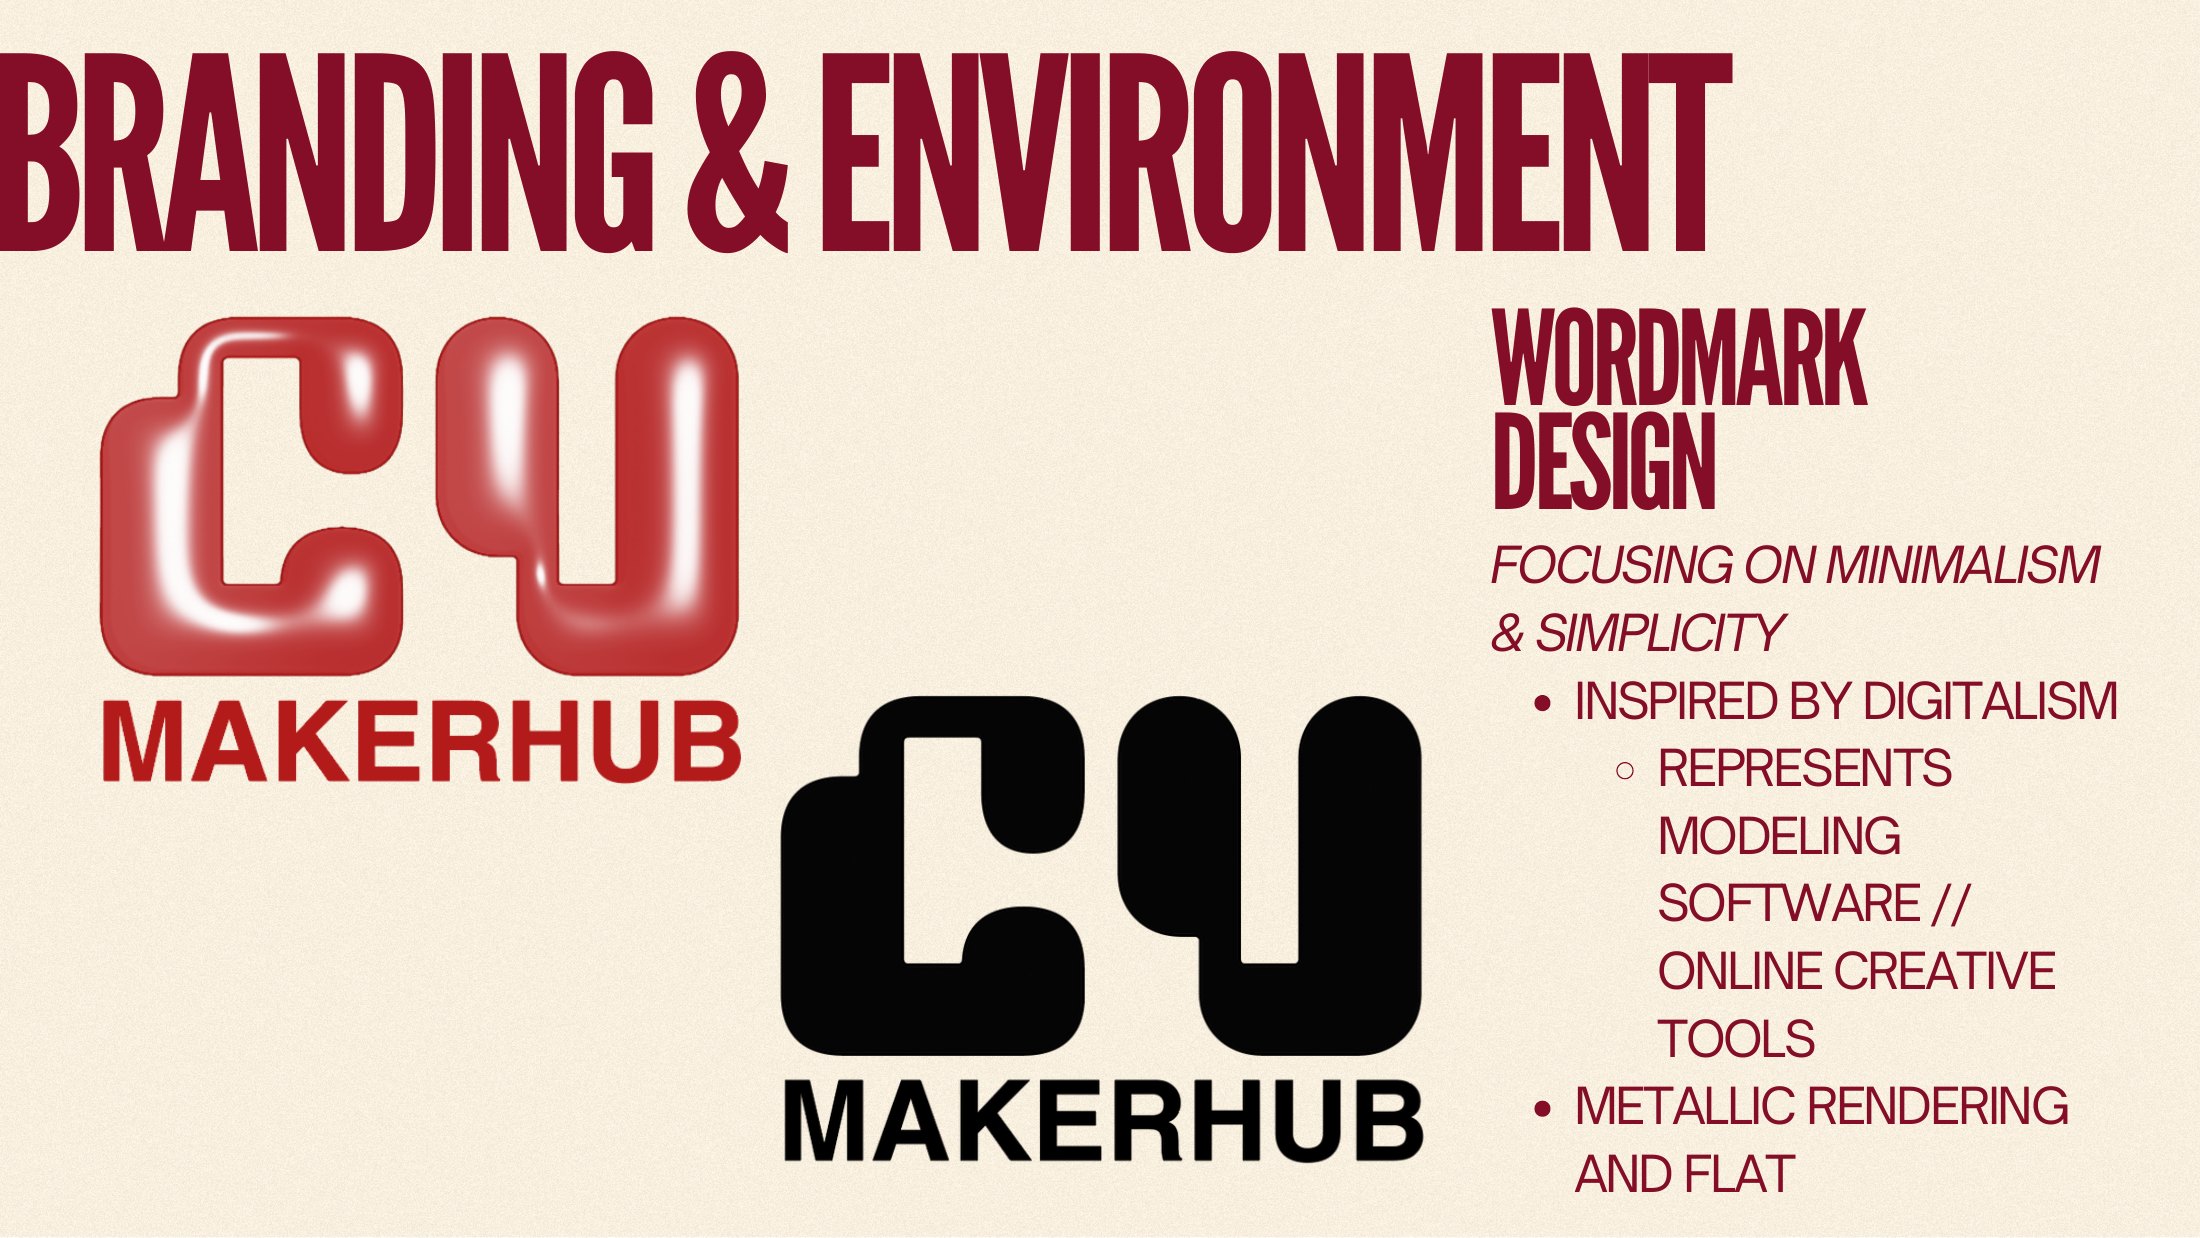 BRANDING & ENVIRONMENT
CU
MAKERHUB
CU
MAKERHUB
WORDMARK
DESIGN
FOCUSING ON MINIMALISM
& SIMPLICITY
• INSPIRED BY DIGITALISM
○ REPRESENTS
MODELING
SOFTWARE //
ONLINE CREATIVE
TOOLS
• METALLIC RENDERING
AND FLAT